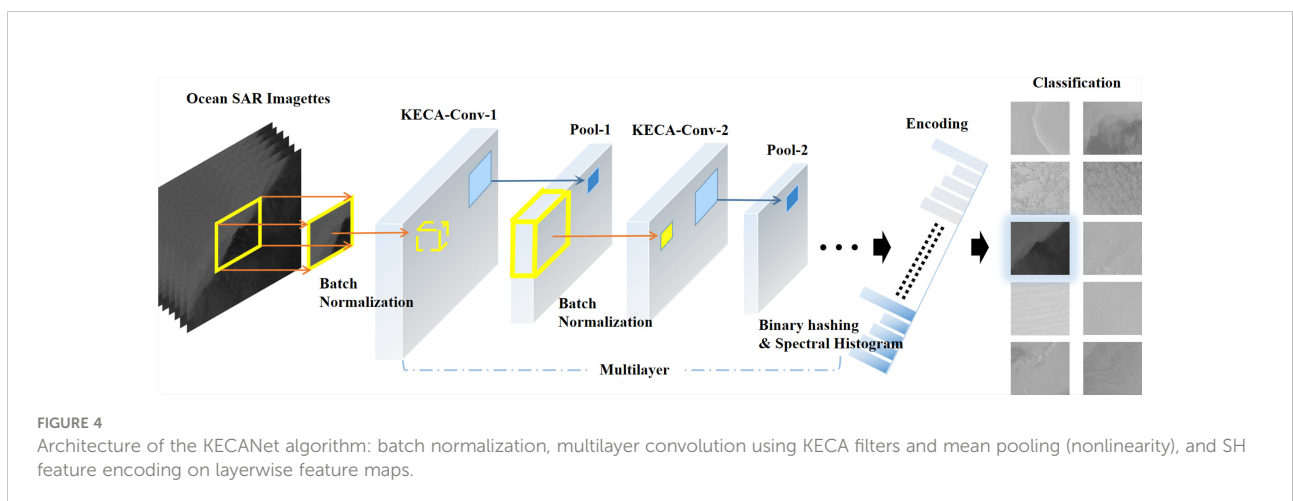 Ocean SAR Imagettes
KECA-Conv-1
Pool-1
KECA-Conv-2
Pool-2
Encoding
Classification
Batch
Normalization
Batch
Normalization
Binary hashing
& Spectral Histogram
Multilayer
FIGURE 4
Architecture of the KECANet algorithm: batch normalization, multilayer convolution using KECA filters and mean pooling (nonlinearity), and SH
feature encoding on layerwise feature maps.